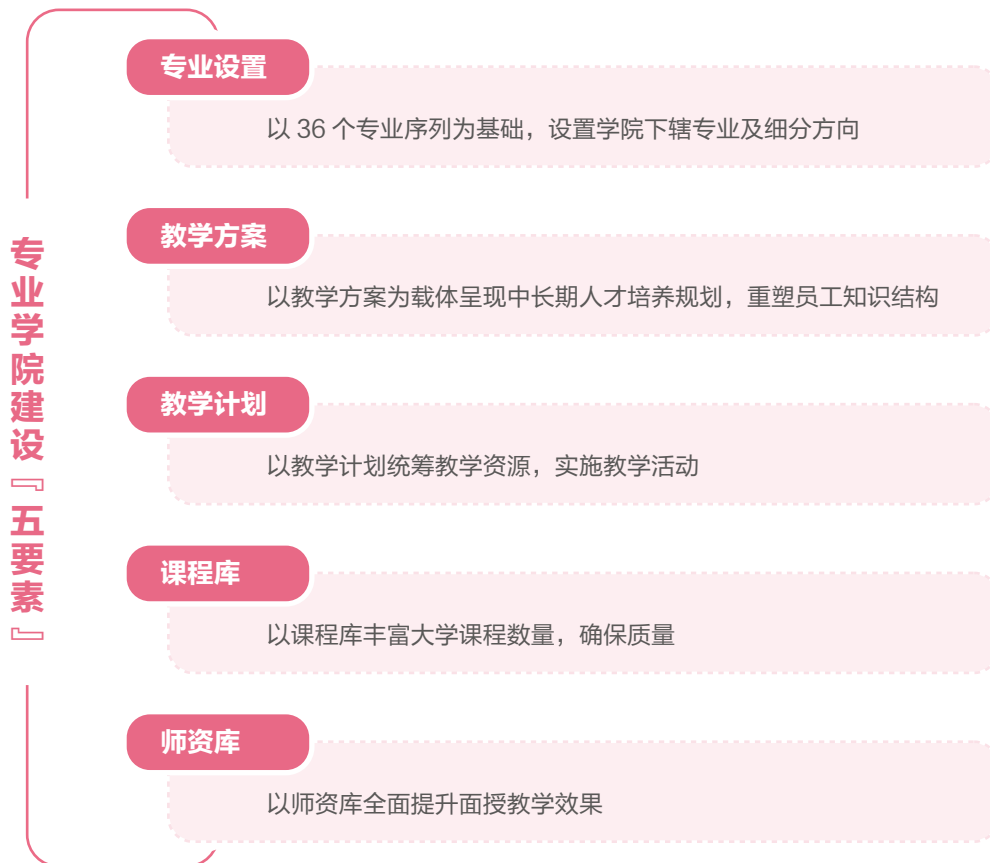 专业学院建设『五要素』
专业设置
以 36 个专业序列为基础，设置学院下辖专业及细分方向
教学方案
以教学方案为载体呈现中长期人才培养规划，重塑员工知识结构
教学计划
以教学计划统筹教学资源，实施教学活动
课程库
以课程库丰富大学课程数量，确保质量
师资库
以师资库全面提升面授教学效果